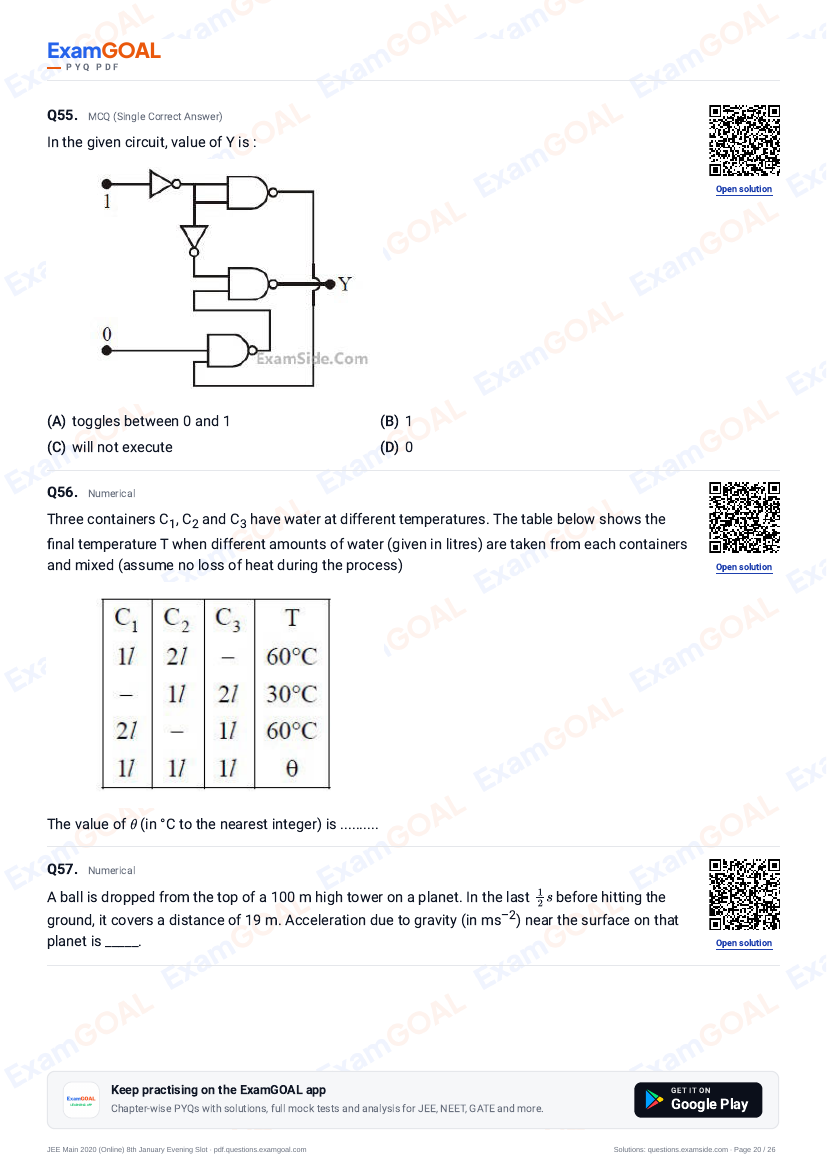 ExamGOAL
PYQ PDF
Q55. MCQ (Single Correct Answer)
In the given circuit, value of Y is :
Open solution
1
Y
0
ExamSide.Com
(A) toggles between 0 and 1
(B) 1
(C) will not execute
(D) 0
Q56. Numerical
Three containers C₁, C₂ and C₃ have water at different temperatures. The table below shows the
final temperature T when different amounts of water (given in litres) are taken from each containers
and mixed (assume no loss of heat during the process)
Open solution
C₁ C₂ C₃ T
1l 2l – 60°C
– 1l 2l 30°C
2l – 1l 60°C
1l 1l 1l θ
The value of θ (in °C to the nearest integer) is ..........
Q57. Numerical
A ball is dropped from the top of a 100 m high tower on a planet. In the last 1/2 s before hitting the
ground, it covers a distance of 19 m. Acceleration due to gravity (in ms⁻²) near the surface on that
planet is _____.
Open solution
ExamGOAL
Keep practising on the ExamGOAL app
Chapter-wise PYQs with solutions, full mock tests and analysis for JEE, NEET, GATE and more.
GET IT ON
Google Play
JEE Main 2020 (Online) 8th January Evening Slot · pdf.questions.examgoal.com
Solutions: questions.examside.com · Page 20 / 26